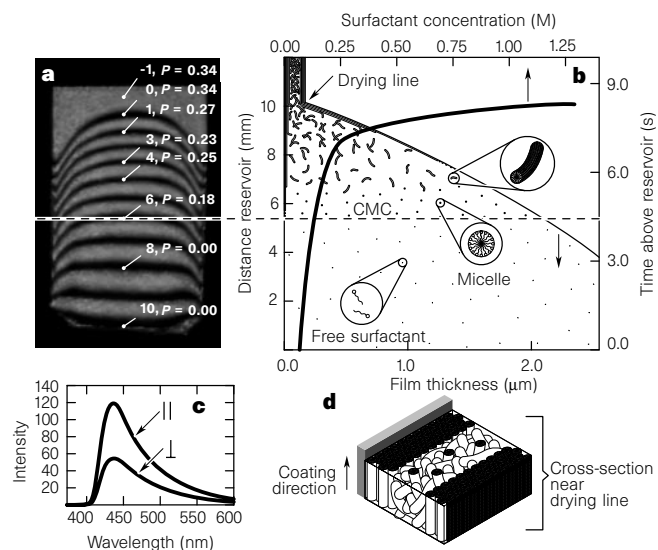 a
-1, P = 0.34
0, P = 0.34
1, P = 0.27
3, P = 0.23
4, P = 0.25
6, P = 0.18
8, P = 0.00
10, P = 0.00
Surfactant concentration (M)
0.00 0.25 0.50 0.75 1.00 1.25
b
Drying line
Distance reservoir (mm)
10
8
6
4
2
CMC
Micelle
Free surfactant
9.0
6.0
3.0
0.0
Time above reservoir (s)
0.0 1.0 2.0
Film thickness (μm)
c
Intensity
140
120
100
80
60
40
20
||
⊥
400 450 500 550 600
Wavelength (nm)
d
Coating
direction
Cross-section
near
drying line